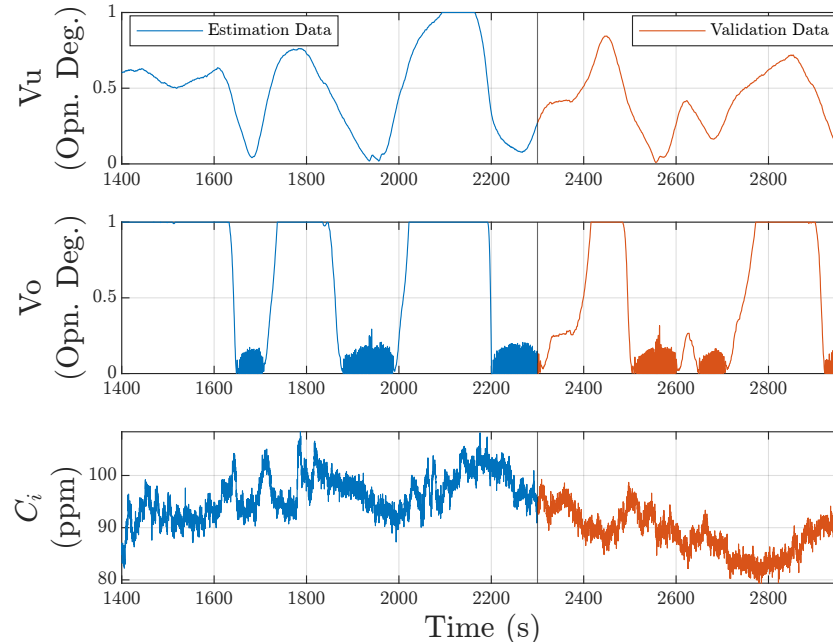 Vu
(Opn. Deg.)
1
0.5
0
Estimation Data
Validation Data
1400 1600 1800 2000 2200 2400 2600 2800
Vo
(Opn. Deg.)
1
0.5
0
1400 1600 1800 2000 2200 2400 2600 2800
C_i
(ppm)
100
90
80
1400 1600 1800 2000 2200 2400 2600 2800
Time (s)